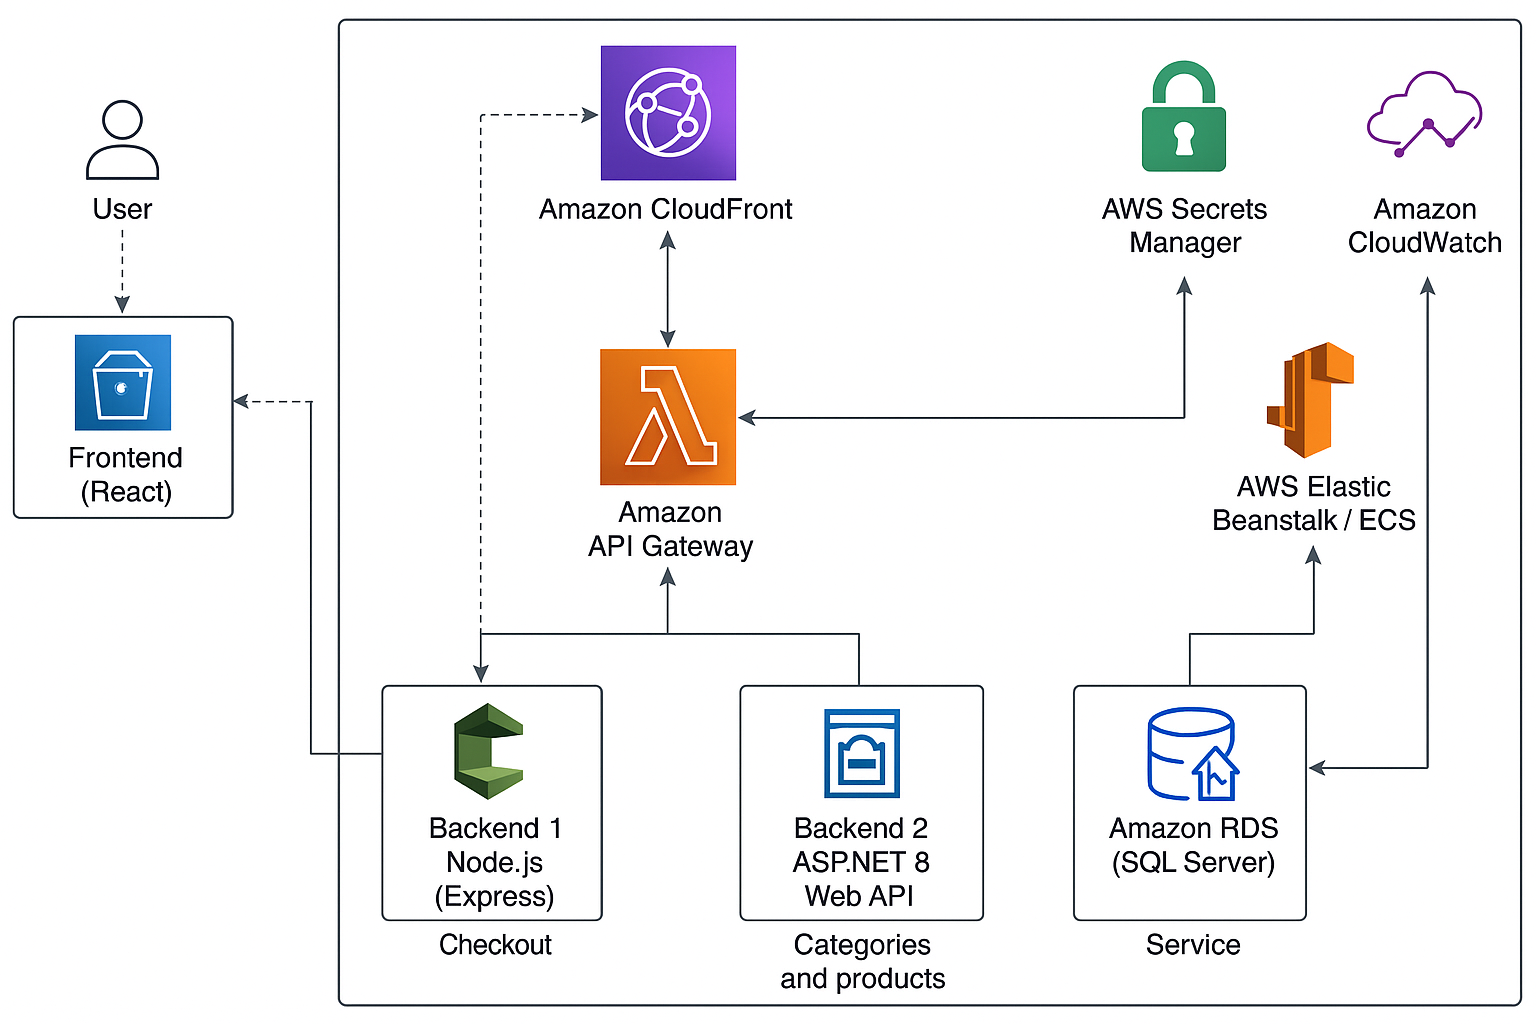 User
Frontend
(React)
Amazon CloudFront
Amazon
API Gateway
AWS Secrets
Manager
Amazon
CloudWatch
AWS Elastic
Beanstalk / ECS
Backend 1
Node.js
(Express)
Checkout
Backend 2
ASP.NET 8
Web API
Categories
and products
Amazon RDS
(SQL Server)
Service